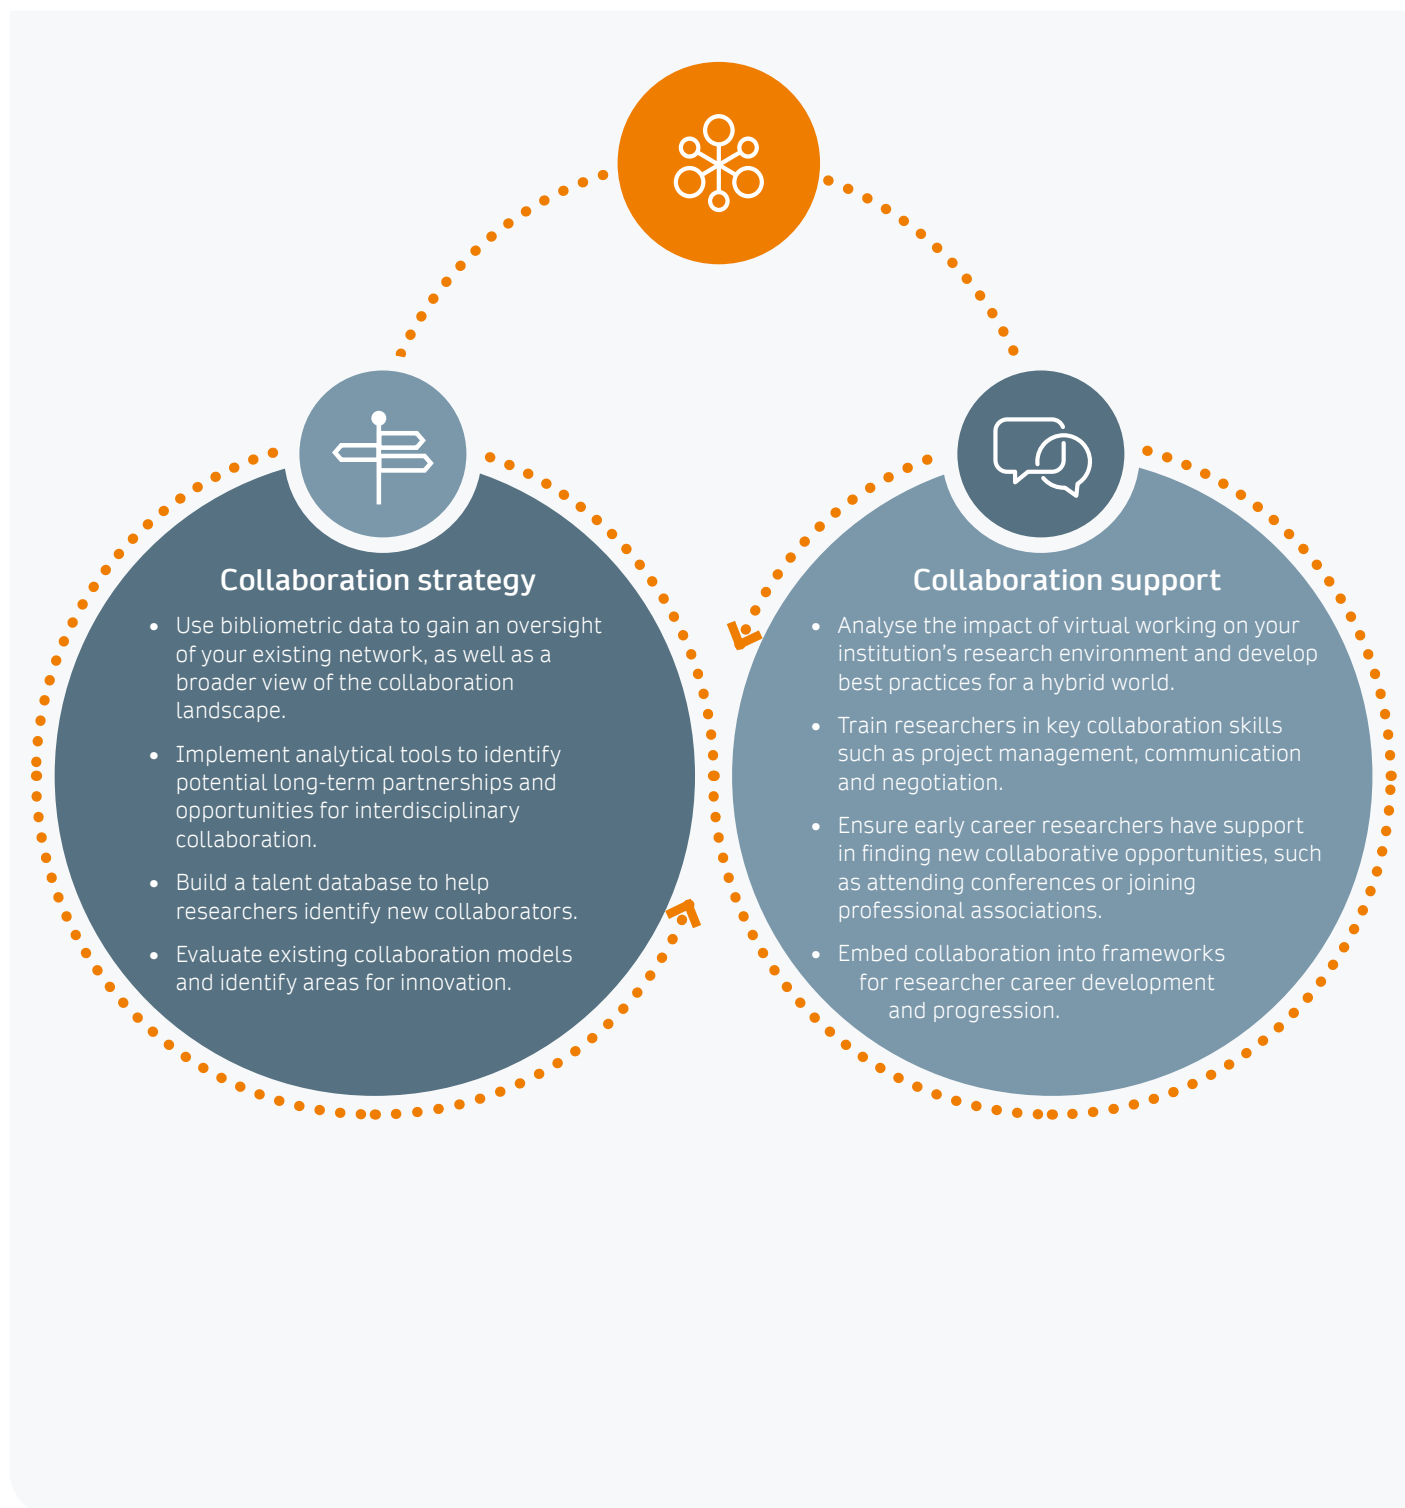 Collaboration strategy
• Use bibliometric data to gain an oversight
of your existing network, as well as a
broader view of the collaboration
landscape.
• Implement analytical tools to identify
potential long-term partnerships and
opportunities for interdisciplinary
collaboration.
• Build a talent database to help
researchers identify new collaborators.
• Evaluate existing collaboration models
and identify areas for innovation.
Collaboration support
• Analyse the impact of virtual working on your
institution’s research environment and develop
best practices for a hybrid world.
• Train researchers in key collaboration skills
such as project management, communication
and negotiation.
• Ensure early career researchers have support
in finding new collaborative opportunities, such
as attending conferences or joining
professional associations.
• Embed collaboration into frameworks
for researcher career development
and progression.